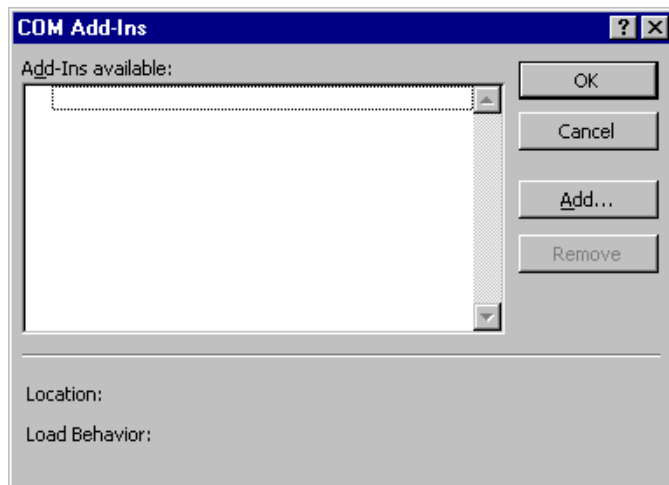 COM Add-Ins
Add-Ins available:
OK
Cancel
Add...
Remove
Location:
Load Behavior: